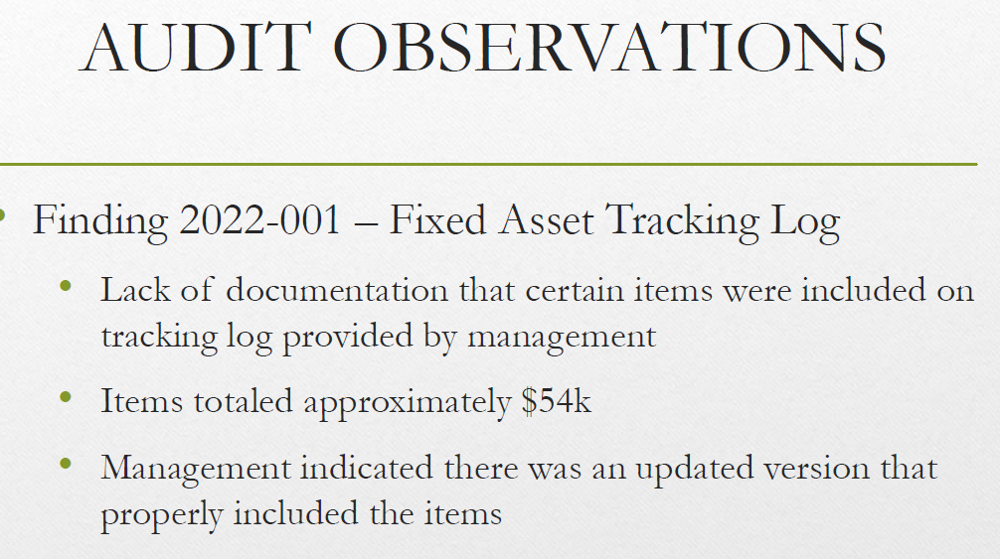 AUDIT OBSERVATIONS
• Finding 2022-001 – Fixed Asset Tracking Log
• Lack of documentation that certain items were included on
tracking log provided by management
• Items totaled approximately $54k
• Management indicated there was an updated version that
properly included the items